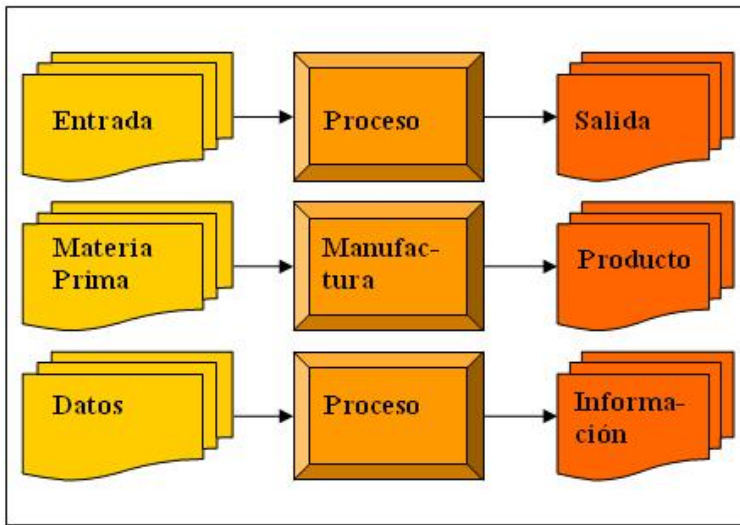 Entrada
Proceso
Salida
Materia
Prima
Manufac-
tura
Producto
Datos
Proceso
Informa-
ción